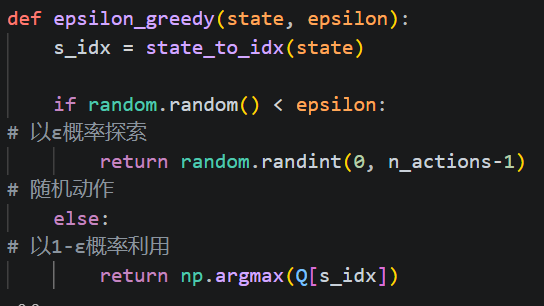 def epsilon_greedy(state, epsilon):
    s_idx = state_to_idx(state)
    if random.random() < epsilon:
# 以ε概率探索
        return random.randint(0, n_actions-1)
# 随机动作
    else:
# 以1-ε概率利用
        return np.argmax(Q[s_idx])